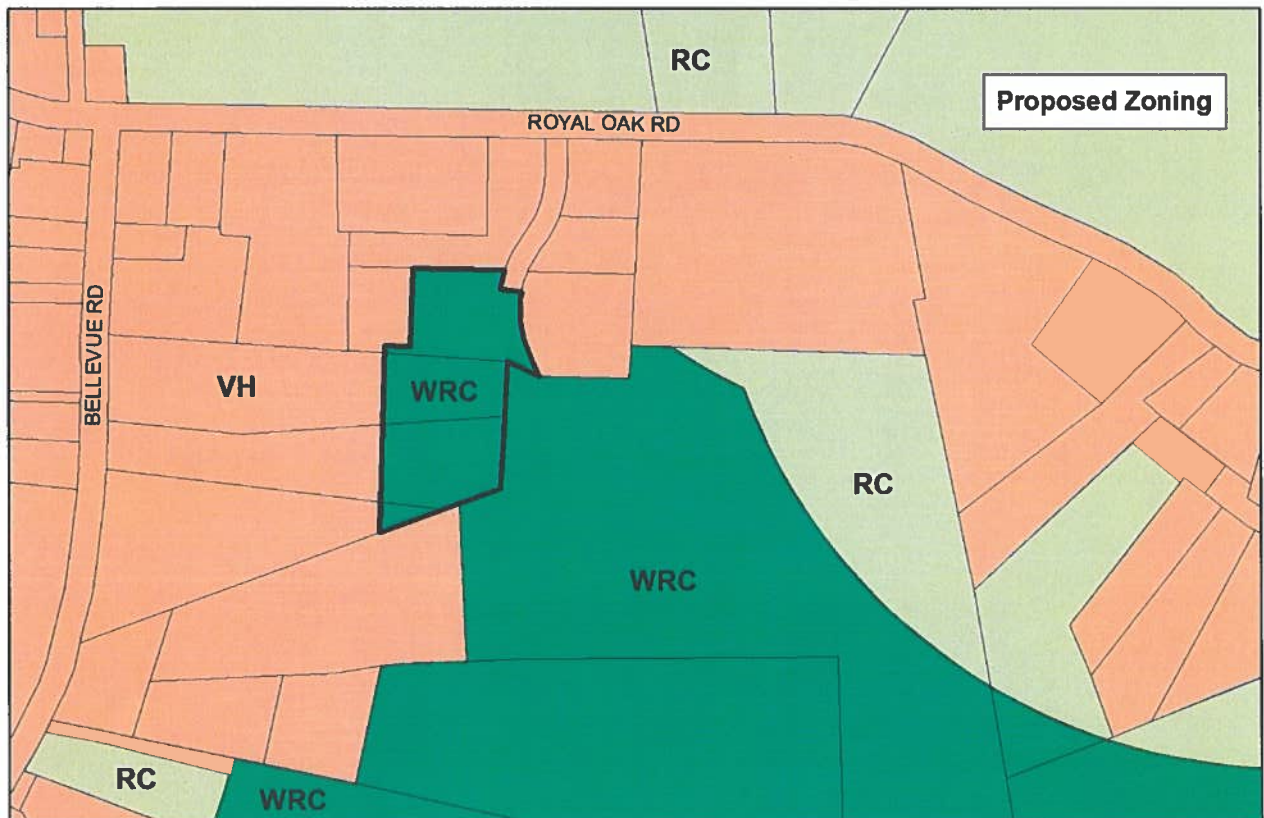 RC
Proposed Zoning
ROYAL OAK RD
BELLEVUE RD
VH
WRC
RC
WRC
RC
WRC